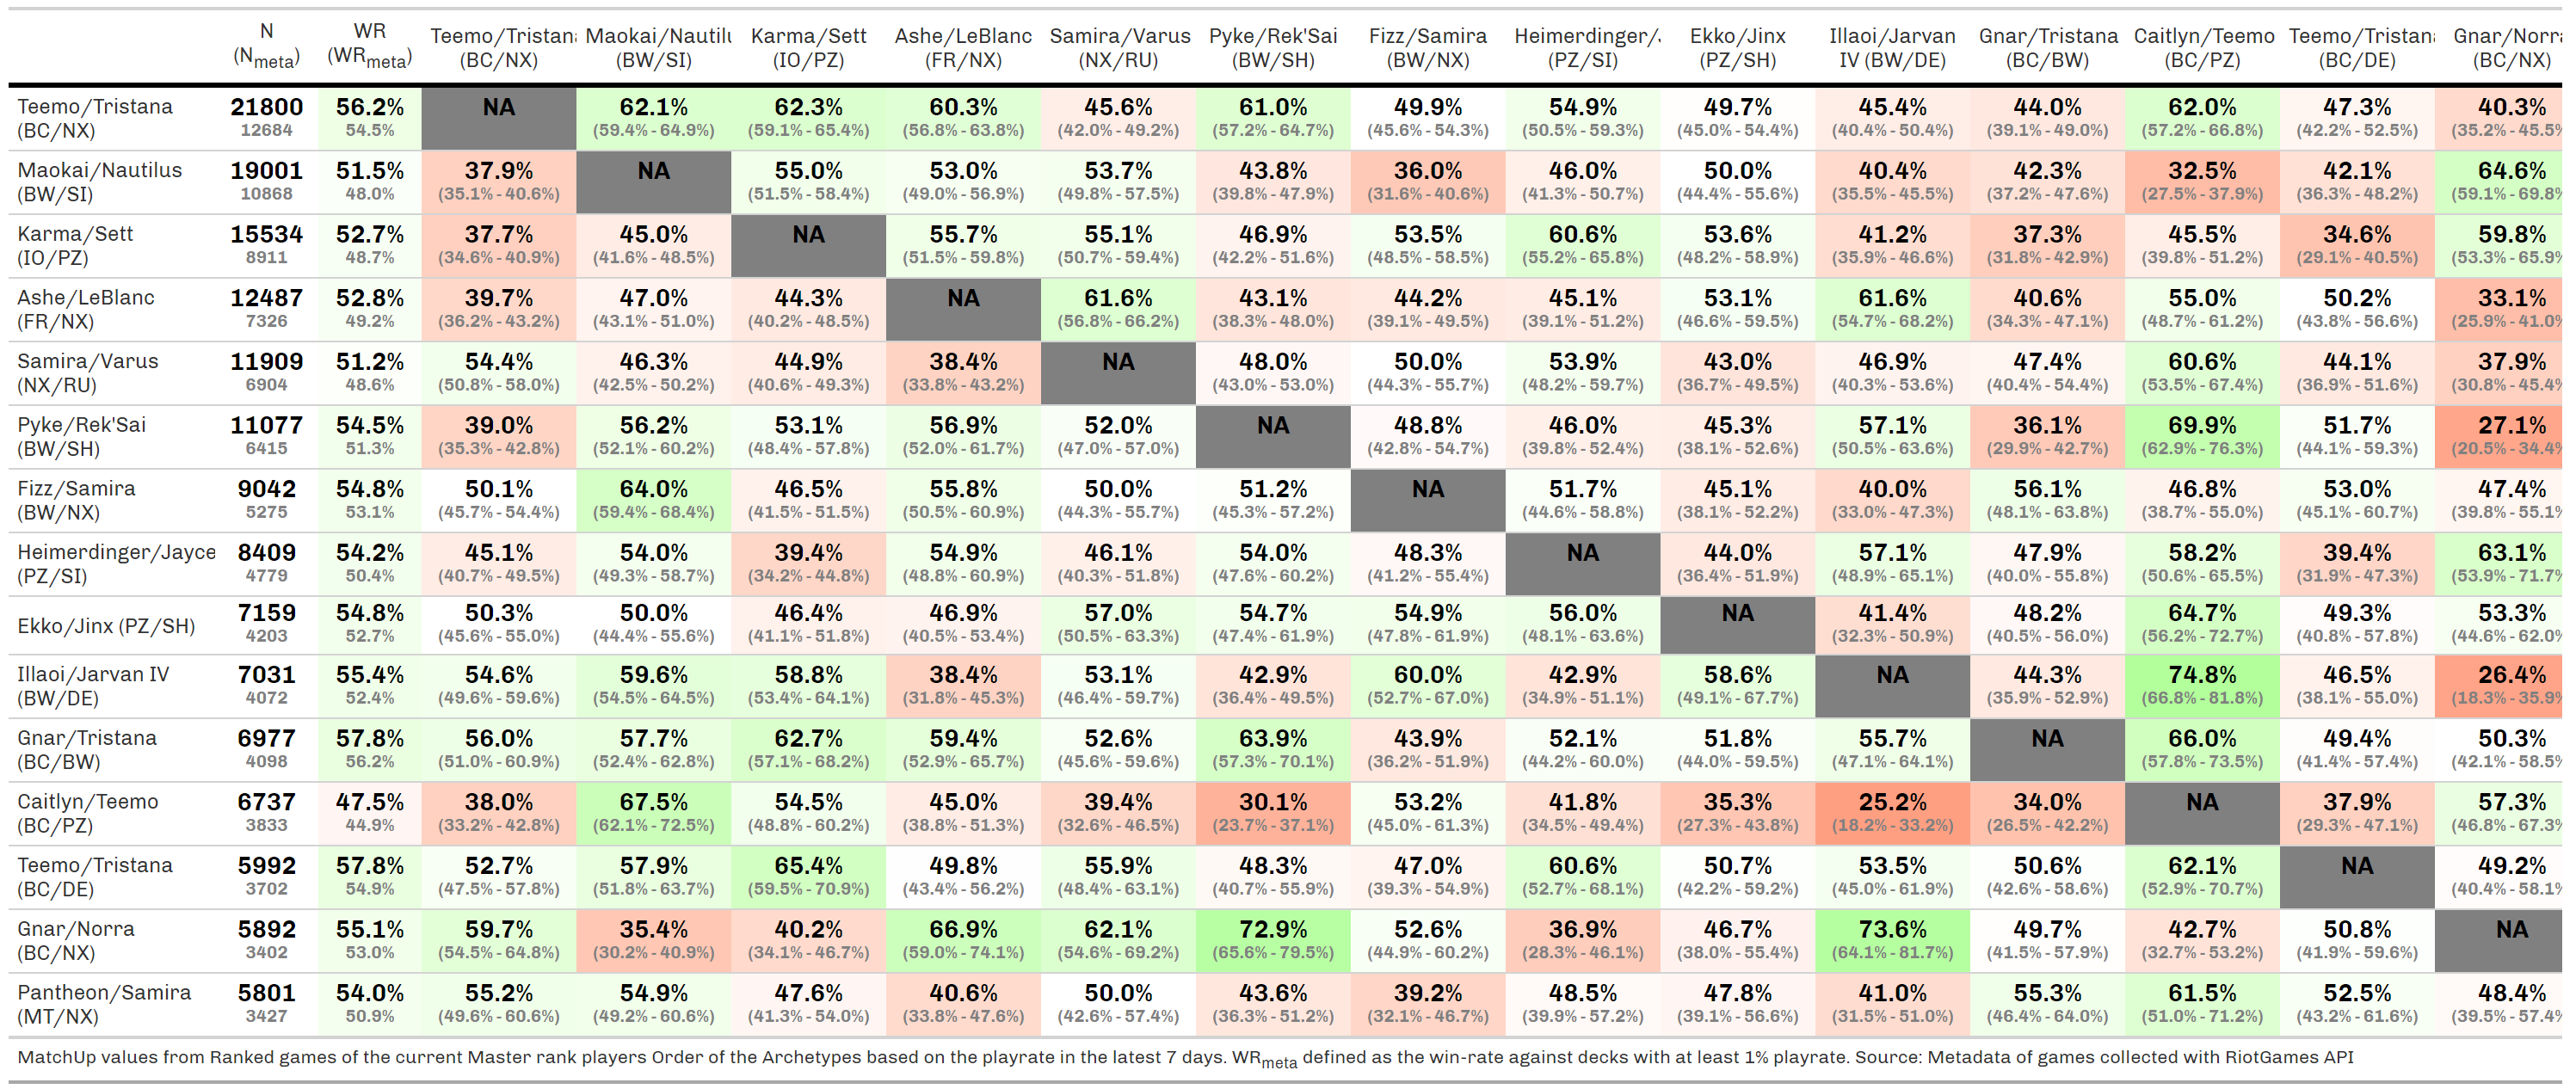 N WR Teemo/Tristana Maokai/Nautilu Karma/Sett Ashe/LeBlanc Samira/Varus Pyke/Rek'Sai Fizz/Samira Heimerdinger/J Ekko/Jinx Illaoi/Jarvan Gnar/Tristana Caitlyn/Teemo Teemo/Tristana Gnar/Norra
(Nmeta) (WRmeta) (BC/NX) (BW/SI) (IO/PZ) (FR/NX) (NX/RU) (BW/SH) (BW/NX) (PZ/SI) (PZ/SH) IV (BW/DE) (BC/BW) (BC/PZ) (BC/DE) (BC/NX)
Teemo/Tristana 21800 56.2% NA 62.1% 62.3% 60.3% 45.6% 61.0% 49.9% 54.9% 49.7% 45.4% 44.0% 62.0% 47.3% 40.3%
(BC/NX) 12684 54.5% (59.4% - 64.9%) (59.1% - 65.4%) (56.8% - 63.8%) (42.0% - 49.2%) (57.2% - 64.7%) (45.6% - 54.3%) (50.5% - 59.3%) (45.0% - 54.4%) (40.4% - 50.4%) (39.1% - 49.0%) (57.2% - 66.8%) (42.2% - 52.5%) (35.2% - 45.5%
Maokai/Nautilus 19001 51.5% 37.9% NA 55.0% 53.0% 53.7% 43.8% 36.0% 46.0% 50.0% 40.4% 42.3% 32.5% 42.1% 64.6%
(BW/SI) 10868 48.0% (35.1% - 40.6%) (51.5% - 58.4%) (49.0% - 56.9%) (49.8% - 57.5%) (39.8% - 47.9%) (31.6% - 40.6%) (41.3% - 50.7%) (44.4% - 55.6%) (35.5% - 45.5%) (37.2% - 47.6%) (27.5% - 37.9%) (36.3% - 48.2%) (59.1% - 69.8%
Karma/Sett 15534 52.7% 37.7% 45.0% NA 55.7% 55.1% 46.9% 53.5% 60.6% 53.6% 41.2% 37.3% 45.5% 34.6% 59.8%
(IO/PZ) 8911 48.7% (34.6% - 40.9%) (41.6% - 48.5%) (51.5% - 59.8%) (50.7% - 59.4%) (42.2% - 51.6%) (48.5% - 58.5%) (55.2% - 65.8%) (48.2% - 58.9%) (35.9% - 46.6%) (31.8% - 42.9%) (39.8% - 51.2%) (29.1% - 40.5%) (53.3% - 65.9%
Ashe/LeBlanc 12487 52.8% 39.7% 47.0% 44.3% NA 61.6% 43.1% 44.2% 45.1% 53.1% 61.6% 40.6% 55.0% 50.2% 33.1%
(FR/NX) 7326 49.2% (36.2% - 43.2%) (43.1% - 51.0%) (40.2% - 48.5%) (56.8% - 66.2%) (38.3% - 48.0%) (39.1% - 49.5%) (39.1% - 51.2%) (46.6% - 59.5%) (54.7% - 68.2%) (34.3% - 47.1%) (48.7% - 61.2%) (43.8% - 56.6%) (25.9% - 41.0%
Samira/Varus 11909 51.2% 54.4% 46.3% 44.9% 38.4% NA 48.0% 50.0% 53.9% 43.0% 46.9% 47.4% 60.6% 44.1% 37.9%
(NX/RU) 6904 48.6% (50.8% - 58.0%) (42.5% - 50.2%) (40.6% - 49.3%) (33.8% - 43.2%) (43.0% - 53.0%) (44.3% - 55.7%) (48.2% - 59.7%) (36.7% - 49.5%) (40.3% - 53.6%) (40.4% - 54.4%) (53.5% - 67.4%) (36.9% - 51.6%) (30.8% - 45.4%
Pyke/Rek'Sai 11077 54.5% 39.0% 56.2% 53.1% 56.9% 52.0% NA 48.8% 46.0% 45.3% 57.1% 36.1% 69.9% 51.7% 27.1%
(BW/SH) 6415 51.3% (35.3% - 42.8%) (52.1% - 60.2%) (48.4% - 57.8%) (52.0% - 61.7%) (47.0% - 57.0%) (42.8% - 54.7%) (39.8% - 52.4%) (38.1% - 52.6%) (50.5% - 63.6%) (29.9% - 42.7%) (62.9% - 76.3%) (44.1% - 59.3%) (20.5% - 34.4%
Fizz/Samira 9042 54.8% 50.1% 64.0% 46.5% 55.8% 50.0% 51.2% NA 51.7% 45.1% 40.0% 56.1% 46.8% 53.0% 47.4%
(BW/NX) 5275 53.1% (45.7% - 54.4%) (59.4% - 68.4%) (41.5% - 51.5%) (50.5% - 60.9%) (44.3% - 55.7%) (45.3% - 57.2%) (44.6% - 58.8%) (38.1% - 52.2%) (33.0% - 47.3%) (48.1% - 63.8%) (38.7% - 55.0%) (45.1% - 60.7%) (39.8% - 55.1%
Heimerdinger/Jayce 8409 54.2% 45.1% 54.0% 39.4% 54.9% 46.1% 54.0% 48.3% NA 44.0% 57.1% 47.9% 58.2% 39.4% 63.1%
(PZ/SI) 4779 50.4% (40.7% - 49.5%) (49.3% - 58.7%) (34.2% - 44.8%) (48.8% - 60.9%) (40.3% - 51.8%) (47.6% - 60.2%) (41.2% - 55.4%) (36.4% - 51.9%) (48.9% - 65.1%) (40.0% - 55.8%) (50.6% - 65.5%) (31.9% - 47.3%) (53.9% - 71.7%
Ekko/Jinx (PZ/SH) 7159 54.8% 50.3% 50.0% 46.4% 46.9% 57.0% 54.7% 54.9% 56.0% NA 41.4% 48.2% 64.7% 49.3% 53.3%
4203 52.7% (45.6% - 55.0%) (44.4% - 55.6%) (41.1% - 51.8%) (40.5% - 53.4%) (50.5% - 63.3%) (47.4% - 61.9%) (47.8% - 61.9%) (48.1% - 63.6%) (32.3% - 50.9%) (40.5% - 56.0%) (56.2% - 72.7%) (40.8% - 57.8%) (44.6% - 62.0%
Illaoi/Jarvan IV 7031 55.4% 54.6% 59.6% 58.8% 38.4% 53.1% 42.9% 60.0% 42.9% 58.6% NA 44.3% 74.8% 46.5% 26.4%
(BW/DE) 4072 52.4% (49.6% - 59.6%) (54.5% - 64.5%) (53.4% - 64.1%) (31.8% - 45.3%) (46.4% - 59.7%) (36.4% - 49.5%) (52.7% - 67.0%) (34.9% - 51.1%) (49.1% - 67.7%) (35.9% - 52.9%) (66.8% - 81.8%) (38.1% - 55.0%) (18.3% - 35.9%
Gnar/Tristana 6977 57.8% 56.0% 57.7% 62.7% 59.4% 52.6% 63.9% 43.9% 52.1% 51.8% 55.7% NA 66.0% 49.4% 50.3%
(BC/BW) 4098 56.2% (51.0% - 60.9%) (52.4% - 62.8%) (57.1% - 68.2%) (52.9% - 65.7%) (45.6% - 59.6%) (57.3% - 70.1%) (36.2% - 51.9%) (44.2% - 60.0%) (44.0% - 59.5%) (47.1% - 64.1%) (57.8% - 73.5%) (41.4% - 57.4%) (42.1% - 58.5%
Caitlyn/Teemo 6737 47.5% 38.0% 67.5% 54.5% 45.0% 39.4% 30.1% 53.2% 41.8% 35.3% 25.2% 34.0% NA 37.9% 57.3%
(BC/PZ) 3833 44.9% (33.2% - 42.8%) (62.1% - 72.5%) (48.8% - 60.2%) (38.8% - 51.3%) (32.6% - 46.5%) (23.7% - 37.1%) (45.0% - 61.3%) (34.5% - 49.4%) (27.3% - 43.8%) (18.2% - 33.2%) (26.5% - 42.2%) (29.3% - 47.1%) (46.8% - 67.3%
Teemo/Tristana 5992 57.8% 52.7% 57.9% 65.4% 49.8% 55.9% 48.3% 47.0% 60.6% 50.7% 53.5% 50.6% 62.1% NA 49.2%
(BC/DE) 3702 54.9% (47.5% - 57.8%) (51.8% - 63.7%) (59.5% - 70.9%) (43.4% - 56.2%) (48.4% - 63.1%) (40.7% - 55.9%) (39.3% - 54.9%) (52.7% - 68.1%) (42.2% - 59.2%) (45.0% - 61.9%) (42.6% - 58.6%) (52.9% - 70.7%) (40.4% - 58.1%
Gnar/Norra 5892 55.1% 59.7% 35.4% 40.2% 66.9% 62.1% 72.9% 52.6% 36.9% 46.7% 73.6% 49.7% 42.7% 50.8% NA
(BC/NX) 3402 53.0% (54.5% - 64.8%) (30.2% - 40.9%) (34.1% - 46.7%) (59.0% - 74.1%) (54.6% - 69.2%) (65.6% - 79.5%) (44.9% - 60.2%) (28.3% - 46.1%) (38.0% - 55.4%) (64.1% - 81.7%) (41.5% - 57.9%) (32.7% - 53.2%) (41.9% - 59.6%)
Pantheon/Samira 5801 54.0% 55.2% 54.9% 47.6% 40.6% 50.0% 43.6% 39.2% 48.5% 47.8% 41.0% 55.3% 61.5% 52.5% 48.4%
(MT/NX) 3427 50.9% (49.6% - 60.6%) (49.2% - 60.6%) (41.3% - 54.0%) (33.8% - 47.6%) (42.6% - 57.4%) (36.3% - 51.2%) (32.1% - 46.7%) (39.9% - 57.2%) (39.1% - 56.6%) (31.5% - 51.0%) (46.4% - 64.0%) (51.0% - 71.2%) (43.2% - 61.6%) (39.5% - 57.4%
MatchUp values from Ranked games of the current Master rank players Order of the Archetypes based on the playrate in the latest 7 days. WRmeta defined as the win-rate against decks with at least 1% playrate. Source: Metadata of games collected with RiotGames API